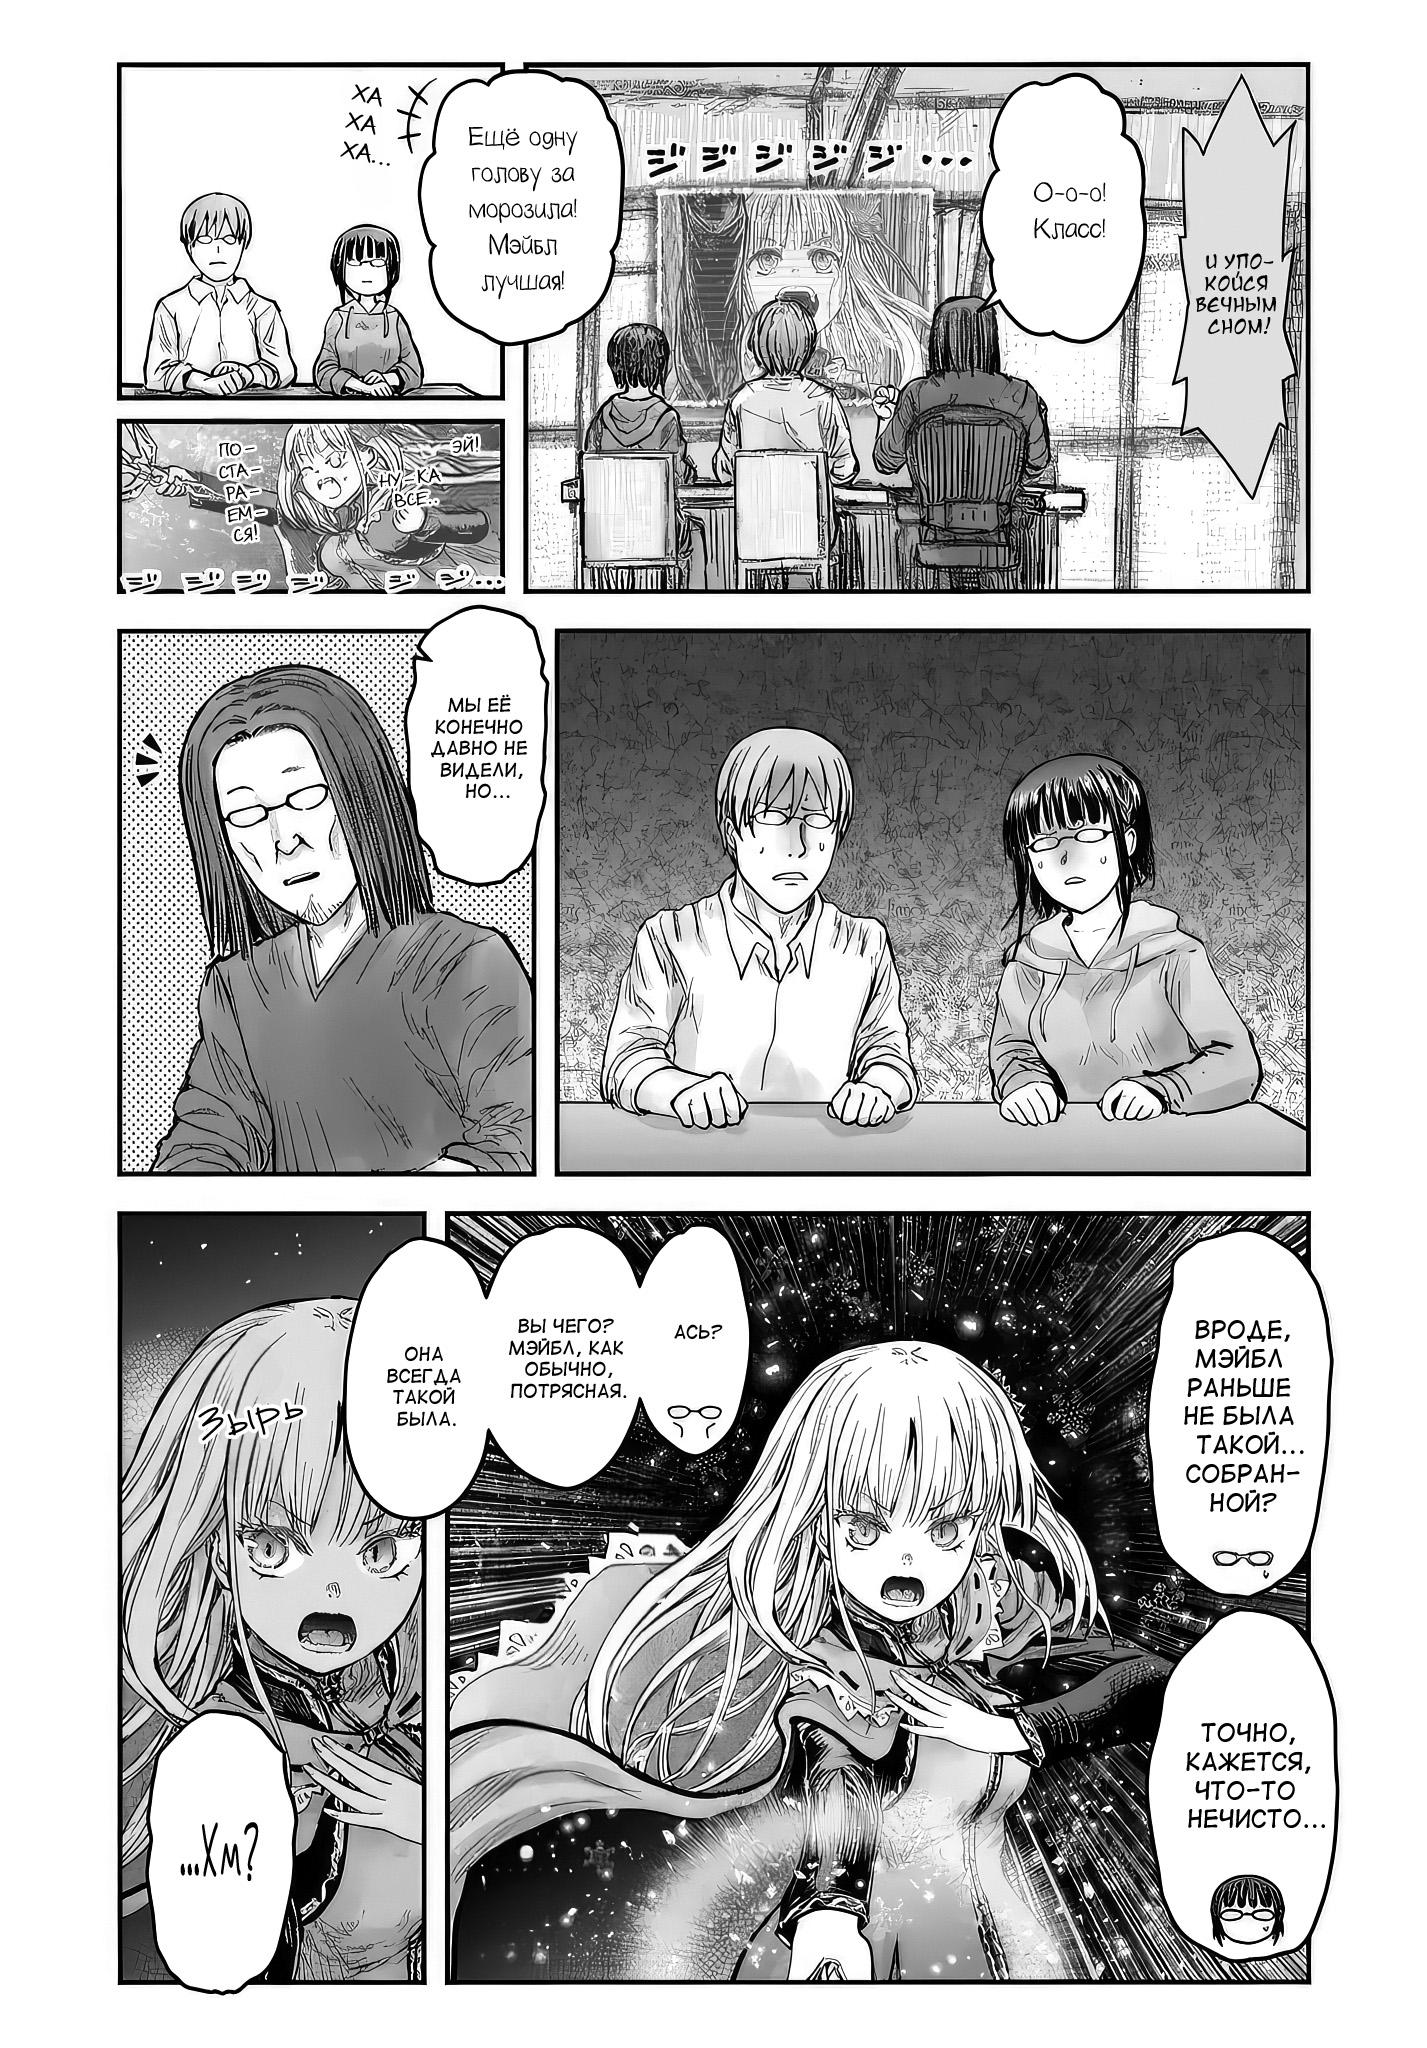 И УПО-
КОЙСЯ
ВЕЧНЫМ
СНОМ!
О-о-о!
Класс!
ジジジジジ…
Ещё одну
голову за
морозила!
Мэйбл
лучшая!
ХА
ХА
ХА...
ЭЙ!
НУ-КА
ВСЕ..
ПО-
СТА-
РА-
ЕМ-
СЯ!
ジジジジジジ…
МЫ ЕЁ
КОНЕЧНО
ДАВНО НЕ
ВИДЕЛИ,
НО...
ВРОДЕ,
МЭЙБЛ
РАНЬШЕ
НЕ БЫЛА
ТАКОЙ...
СОБРАН-
НОЙ?
ТОЧНО,
КАЖЕТСЯ,
ЧТО-ТО
НЕЧИСТО...
АСЬ?
ВЫ ЧЕГО?
МЭЙБЛ, КАК
ОБЫЧНО,
ПОТРЯСНАЯ.
ОНА
ВСЕГДА
ТАКОЙ
БЫЛА.
Зырь
...Хм?